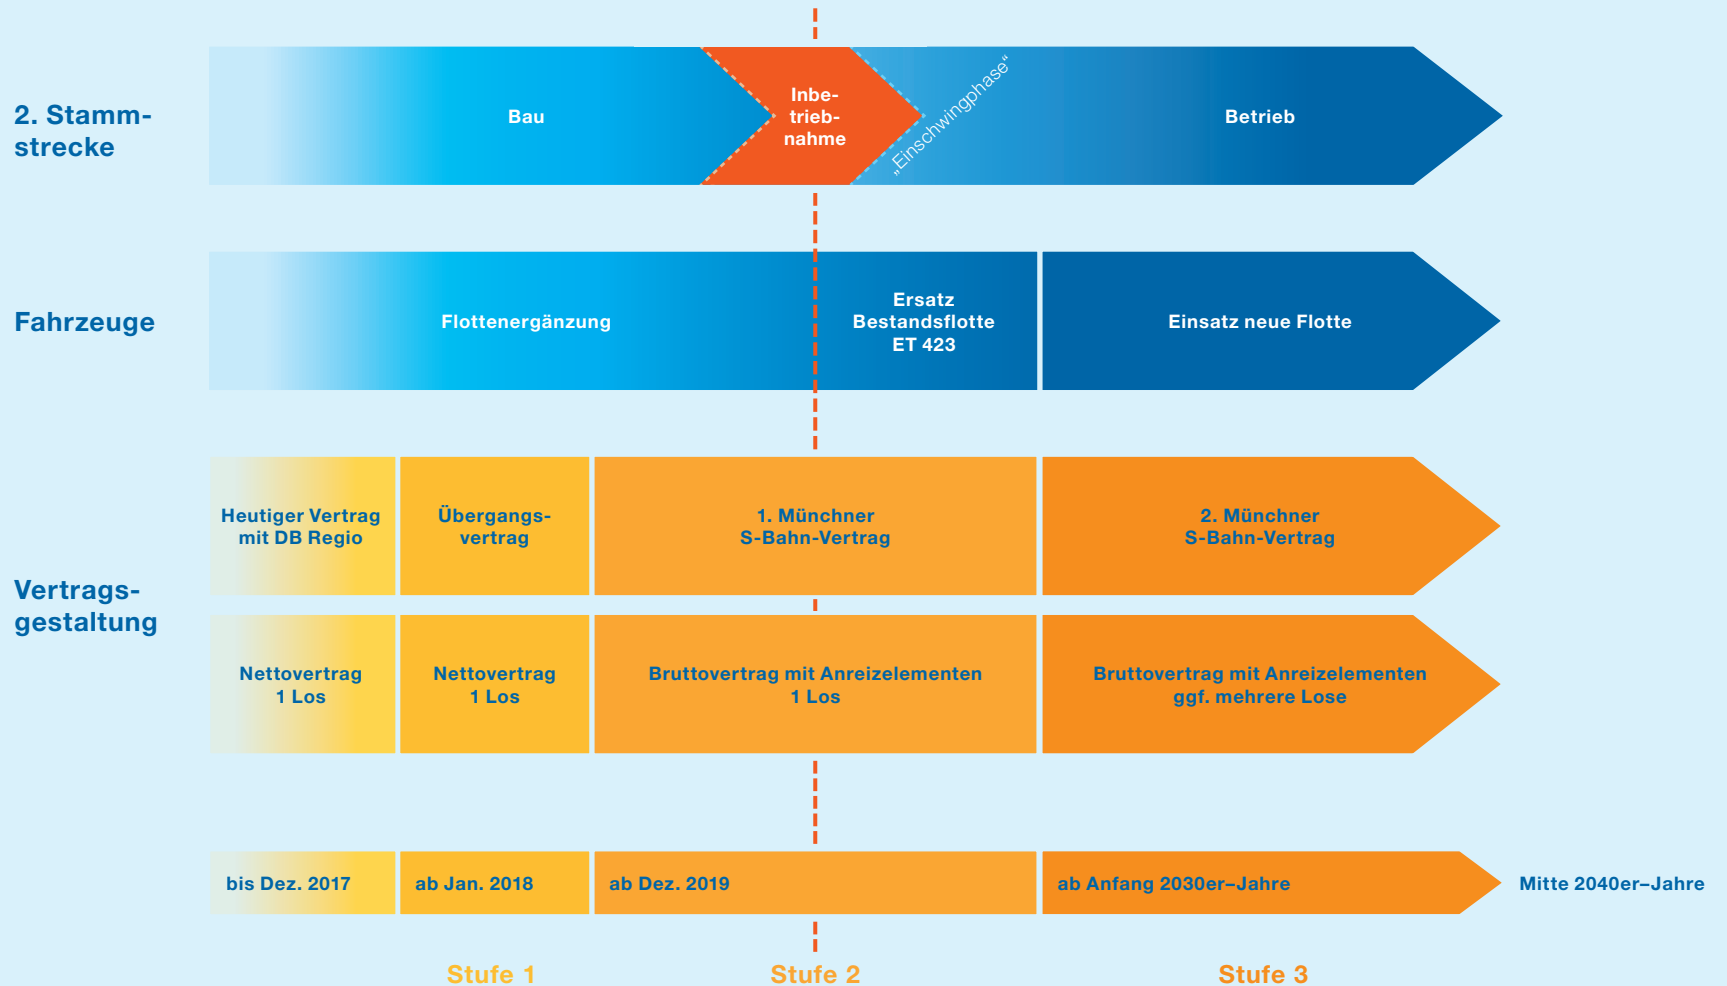 2. Stamm-
strecke
Bau
Inbe-
trieb-
nahme
„Einschwingphase“
Betrieb
Fahrzeuge
Flottenergänzung
Ersatz
Bestandsflotte
ET 423
Einsatz neue Flotte
Vertrags-
gestaltung
Heutiger Vertrag
mit DB Regio
Übergangs-
vertrag
1. Münchner
S-Bahn-Vertrag
2. Münchner
S-Bahn-Vertrag
Nettovertrag
1 Los
Nettovertrag
1 Los
Bruttovertrag mit Anreizelementen
1 Los
Bruttovertrag mit Anreizelementen
ggf. mehrere Lose
bis Dez. 2017
ab Jan. 2018
ab Dez. 2019
ab Anfang 2030er–Jahre
Mitte 2040er–Jahre
Stufe 1
Stufe 2
Stufe 3